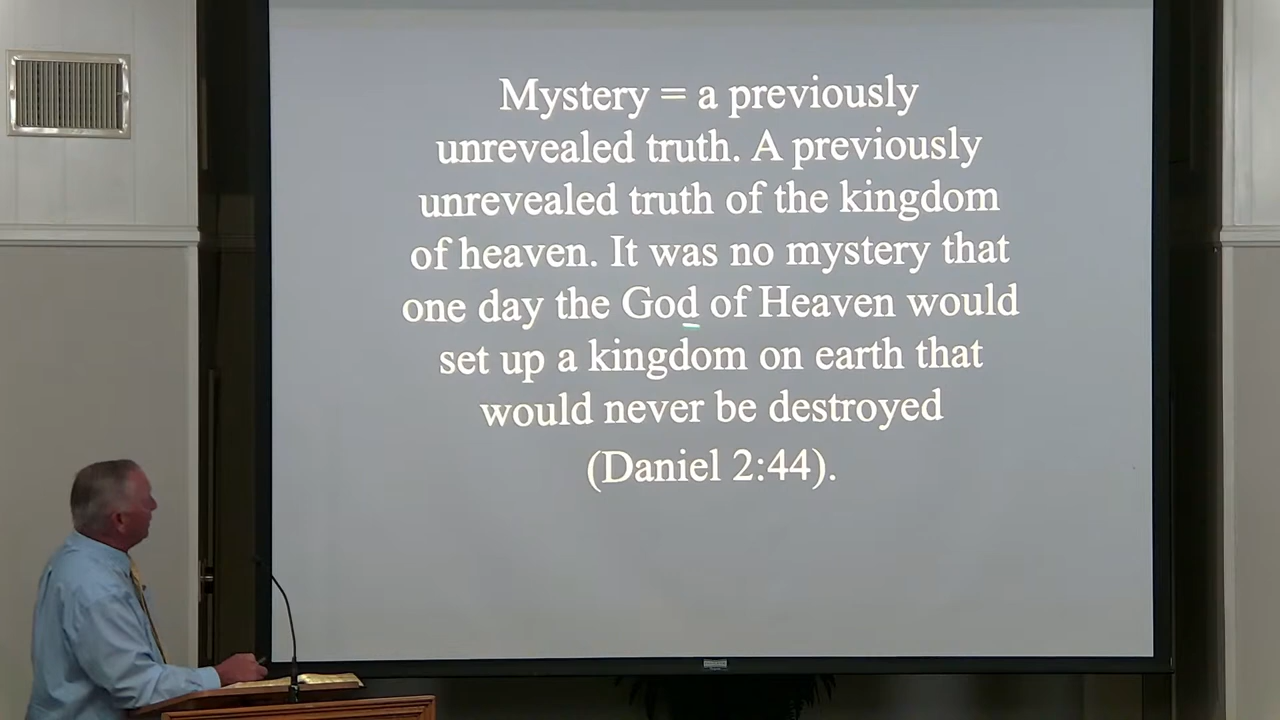 Mystery = a previously
unrevealed truth. A previously
unrevealed truth of the kingdom
of heaven. It was no mystery that
one day the God of Heaven would
set up a kingdom on earth that
would never be destroyed
(Daniel 2:44).